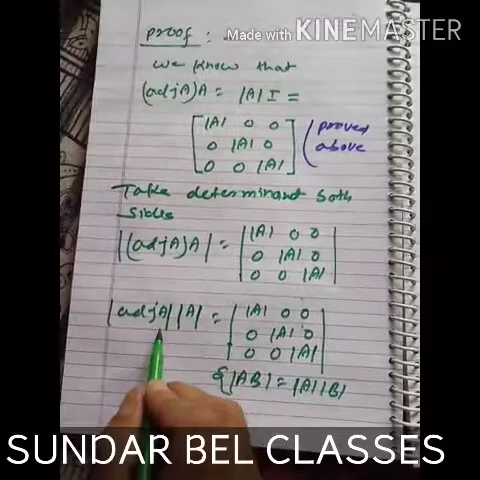 Made with KINEMASTER
proof :
we know that
(adjA)A = |A| I =
[|A| 0 0
0 |A| 0
0 0 |A|]
(proved
above
Take determinant both
sides
|(adjA)A| = ||A| 0 0
0 |A| 0
0 0 |A||
|adjA| |A| = ||A| 0 0
0 |A| 0
0 0 |A||
{|AB| = |A||B|
SUNDAR BEL CLASSES